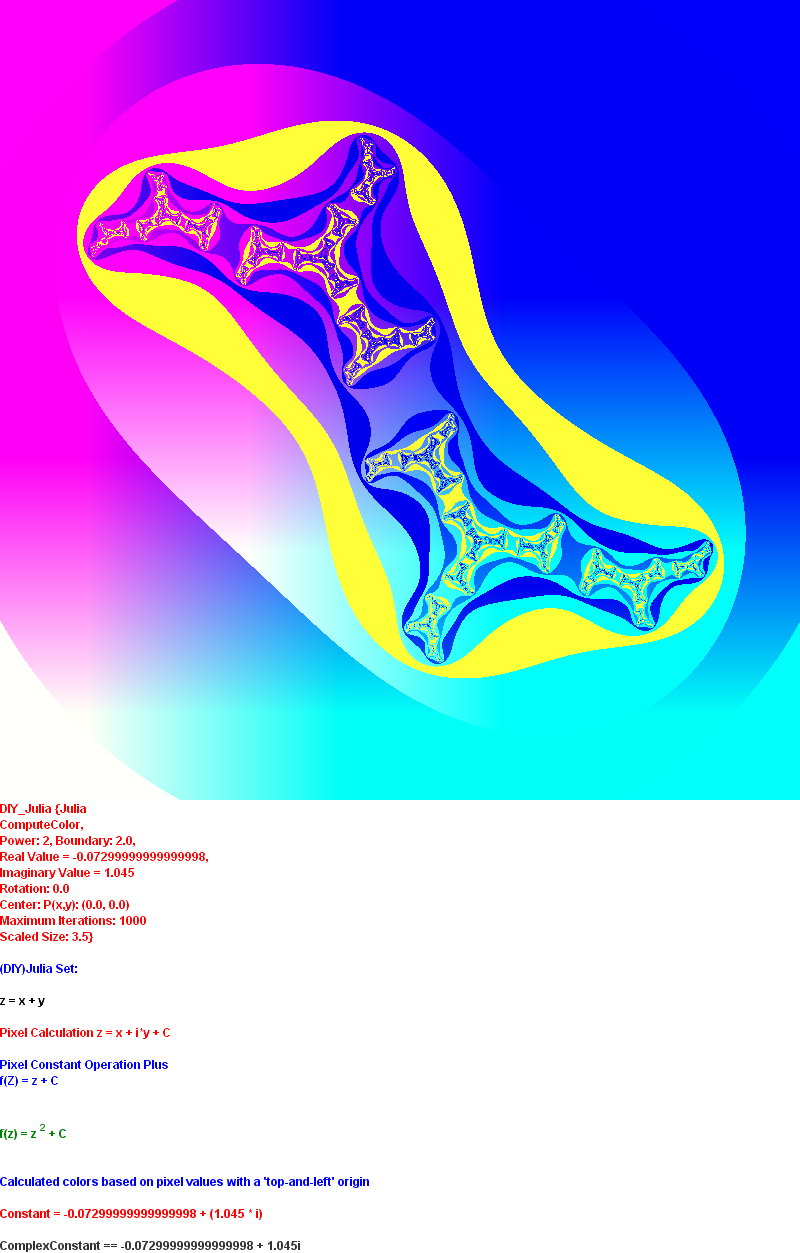 DIY_Julia {Julia
ComputeColor,
Power: 2, Boundary: 2.0,
Real Value = -0.07299999999999998,
Imaginary Value = 1.045
Rotation: 0.0
Center: P(x,y): (0.0, 0.0)
Maximum Iterations: 1000
Scaled Size: 3.5}
(DIY)Julia Set:
z = x + y
Pixel Calculation z = x + i*y + C
Pixel Constant Operation Plus
f(Z) = z + C
f(z) = z 2 + C
Calculated colors based on pixel values with a 'top-and-left' origin
Constant = -0.07299999999999998 + (1.045 * i)
ComplexConstant == -0.07299999999999998 + 1.045i